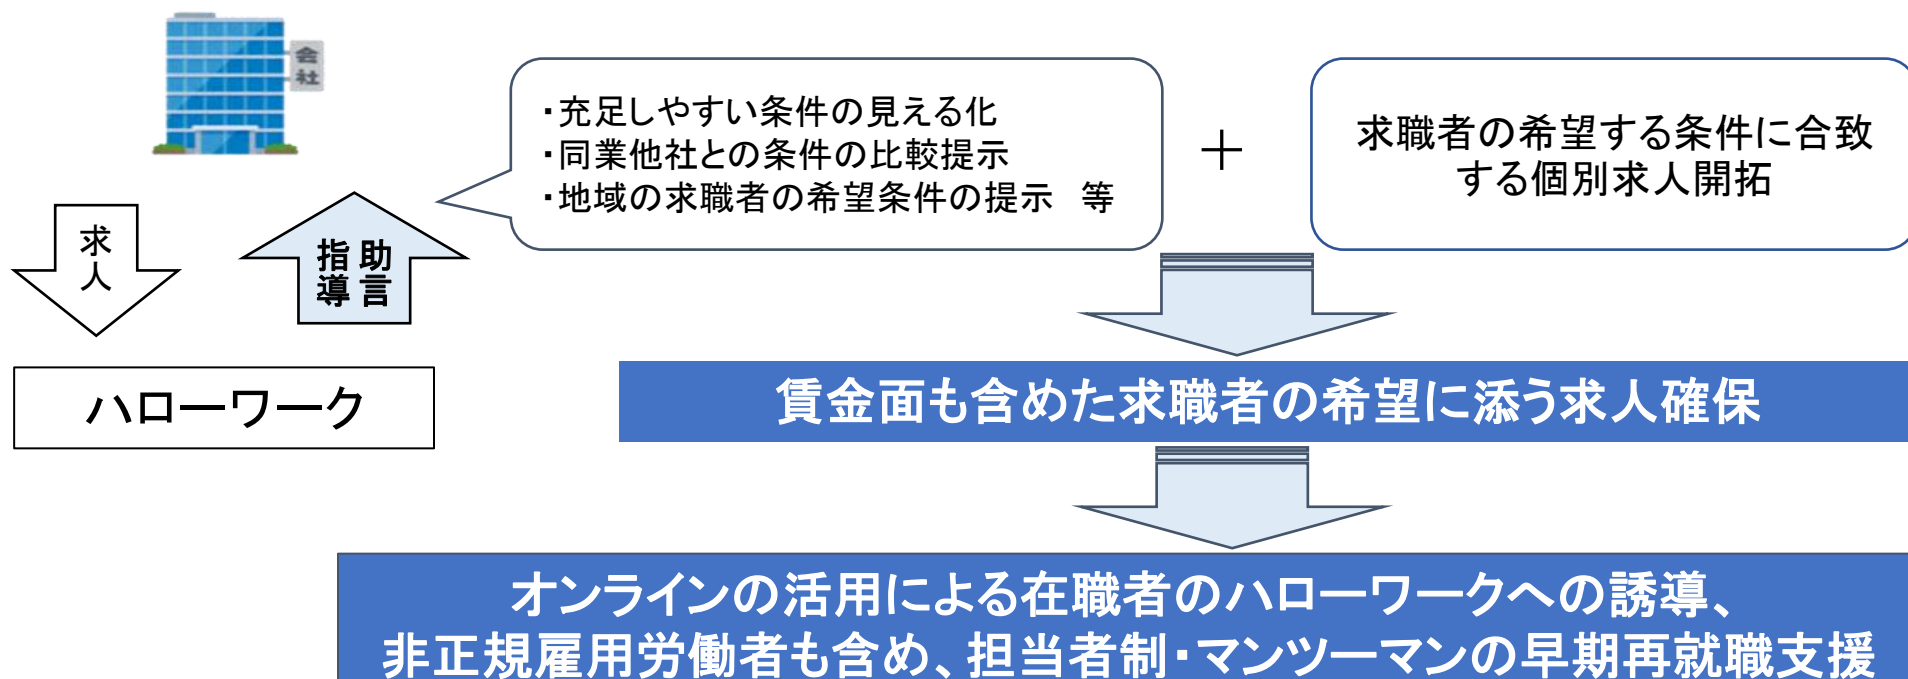 会社
・充足しやすい条件の見える化
・同業他社との条件の比較提示
・地域の求職者の希望条件の提示　等
＋
求職者の希望する条件に合致
する個別求人開拓
求人
助言
指導
ハローワーク
賃金面も含めた求職者の希望に添う求人確保
オンラインの活用による在職者のハローワークへの誘導、
非正規雇用労働者も含め、担当者制・マンツーマンの早期再就職支援